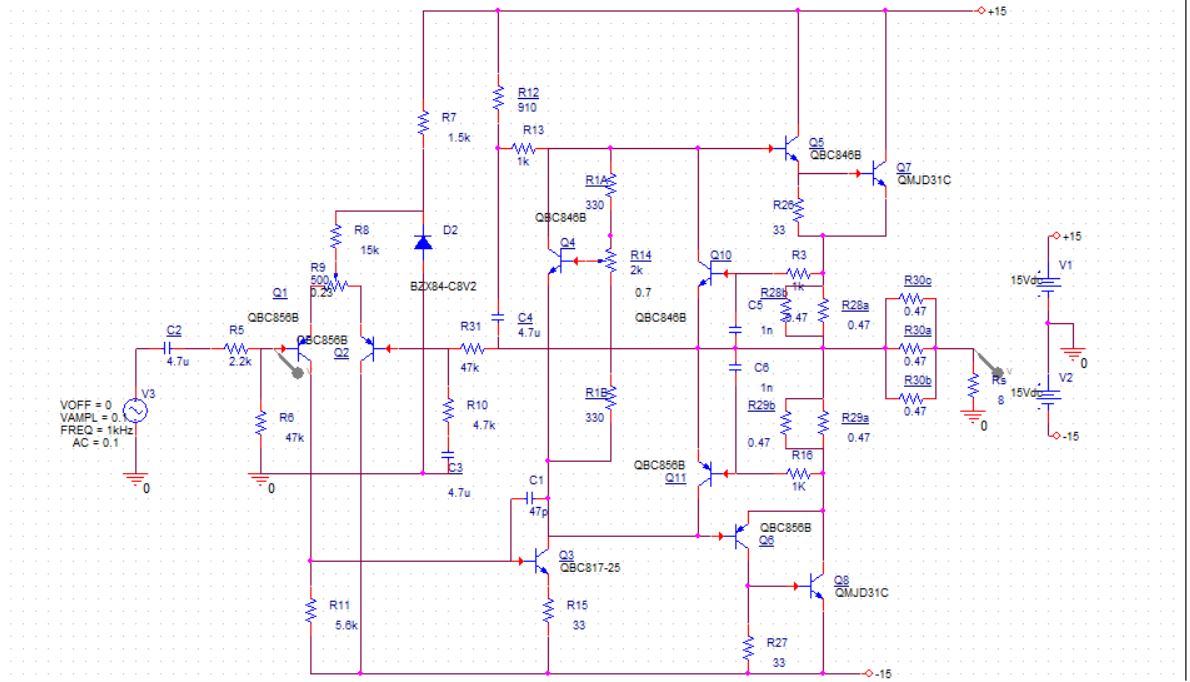 +15
R12
910
R7
1.5k
R13
1k
Q5
QBC846B
Q7
QMJD31C
R1A
330
R26
33
QBC846B
Q4
R8
15k
D2
R14
2k
0.7
Q10
R3
1k
+15
V1
15Vdc
R9
500
0.23
BZX84-C8V2
Q1
QBC856B
QBC856B
Q2
R28b
0.47
R28a
0.47
R30c
0.47
C5
1n
QBC846B
C4
4.7u
R31
47k
C2
4.7u
R5
2.2k
R30a
0.47
V
V
0
C6
1n
V2
15Vdc
Rs
8
R30b
0.47
V3
VOFF = 0
VAMPL = 0.1
FREQ = 1kHz
AC = 0.1
R6
47k
R10
4.7k
R1B
330
R29b
0.47
R29a
0.47
0
-15
QBC856B
Q11
R16
1K
C3
4.7u
0
0
C1
47p
QBC856B
Q6
Q3
QBC817-25
Q8
QMJD31C
R11
5.6k
R15
33
R27
33
-15